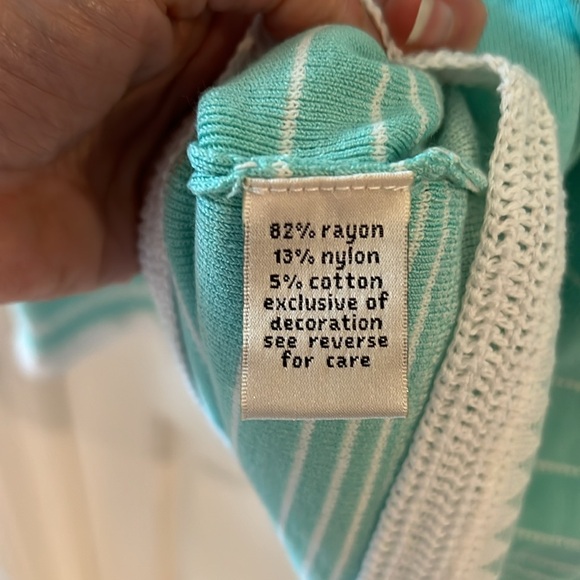 82% rayon
13% nylon
5% cotton
exclusive of
decoration
see reverse
for care